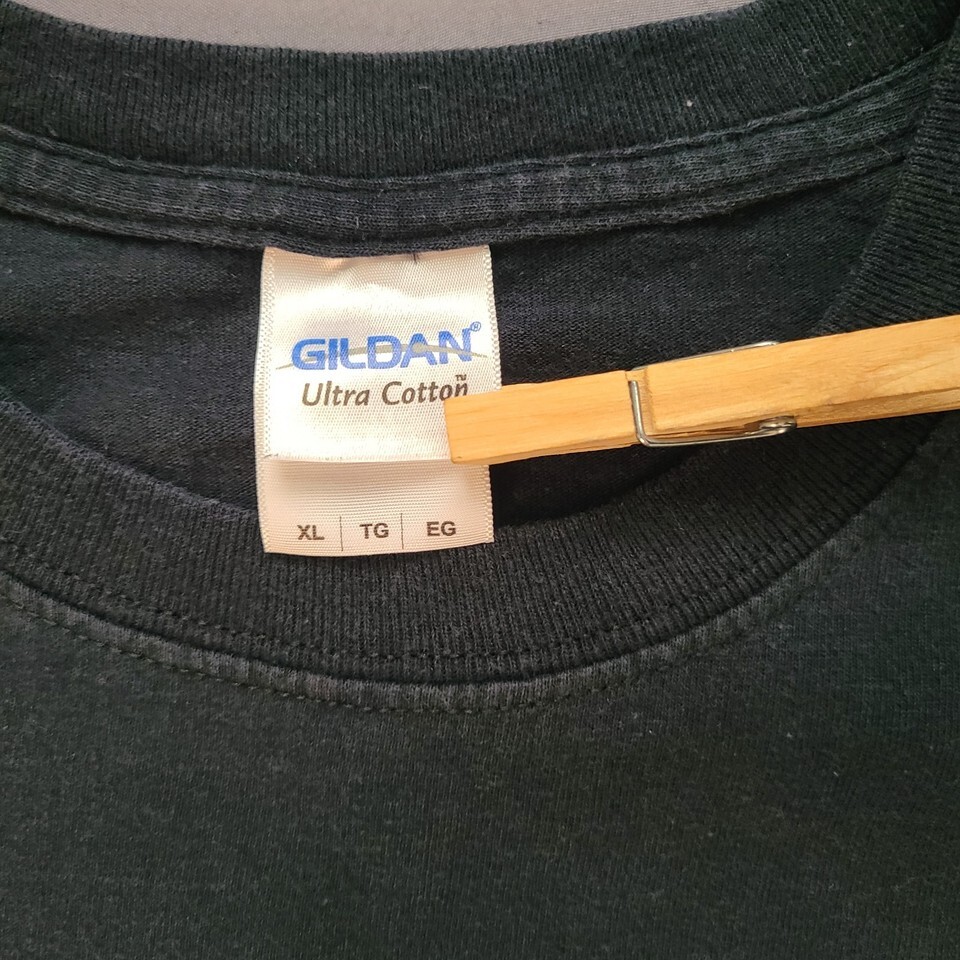 GILDAN®
Ultra Cotton™
XL | TG | EG